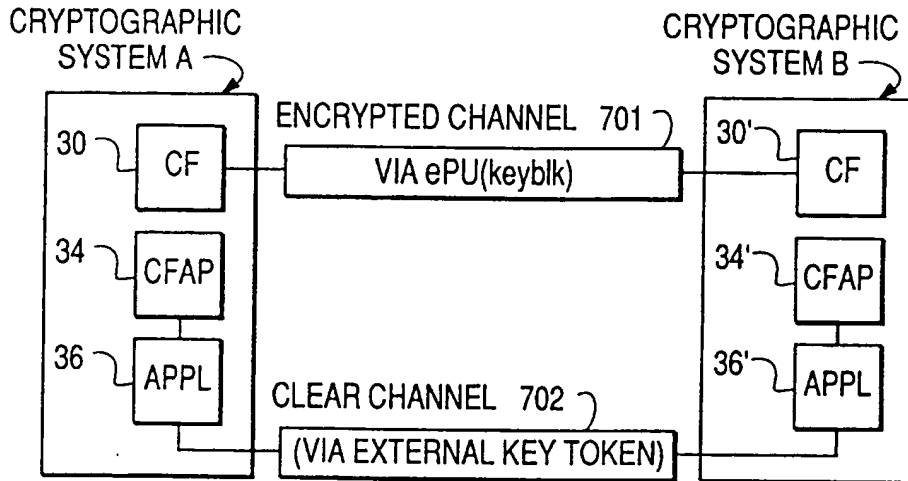 CRYPTOGRAPHIC
SYSTEM A
CRYPTOGRAPHIC
SYSTEM B
ENCRYPTED CHANNEL 701
30
CF
VIA ePU(keyblk)
30'
CF
34
CFAP
34'
CFAP
36
APPL
36'
APPL
CLEAR CHANNEL 702
(VIA EXTERNAL KEY TOKEN)